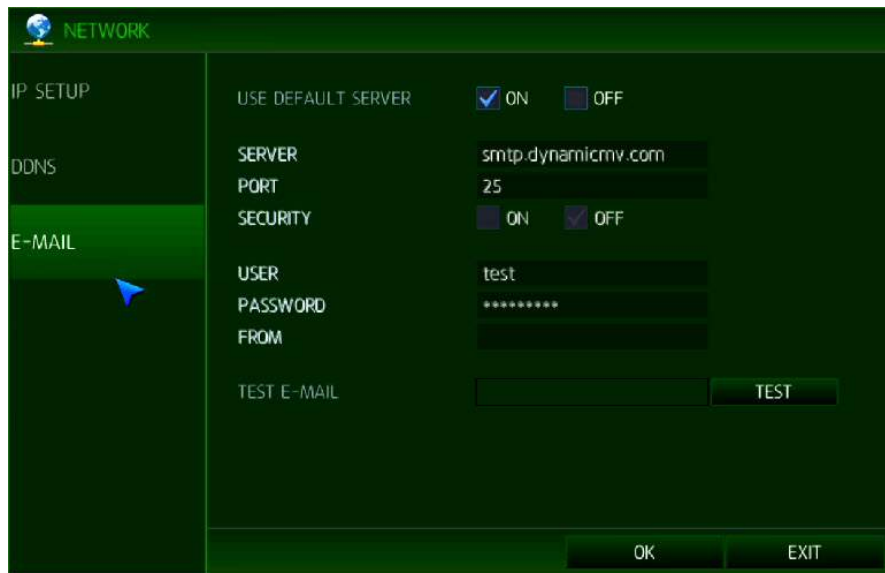 NETWORK
IP SETUP
DDNS
E-MAIL
USE DEFAULT SERVER ON OFF
SERVER smtp.dynamicmv.com
PORT 25
SECURITY ON OFF
USER test
PASSWORD *********
FROM
TEST E-MAIL TEST
OK EXIT